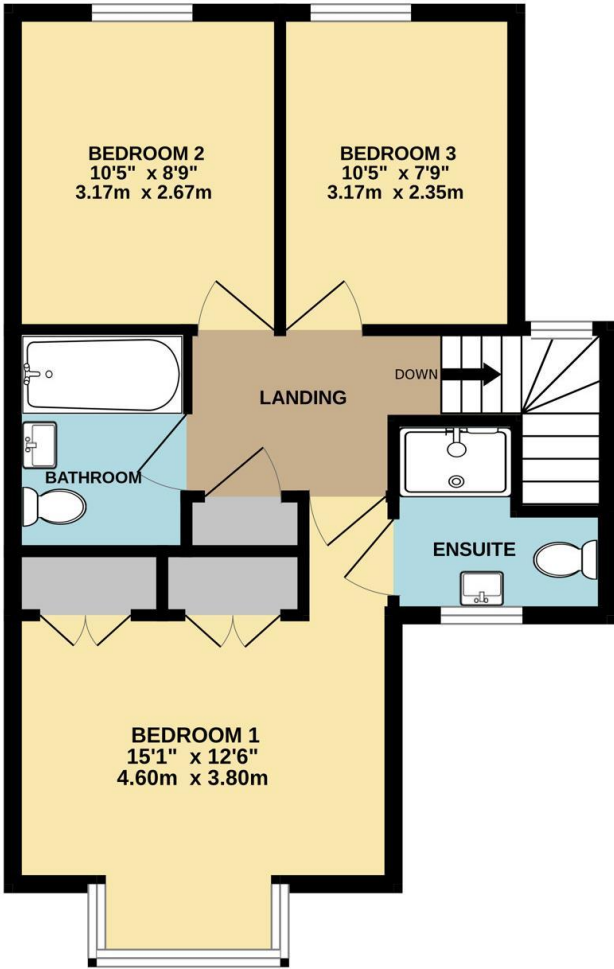 BEDROOM 2
10'5" x 8'9"
3.17m x 2.67m
BEDROOM 3
10'5" x 7'9"
3.17m x 2.35m
DOWN
LANDING
BATHROOM
ENSUITE
BEDROOM 1
15'1" x 12'6"
4.60m x 3.80m